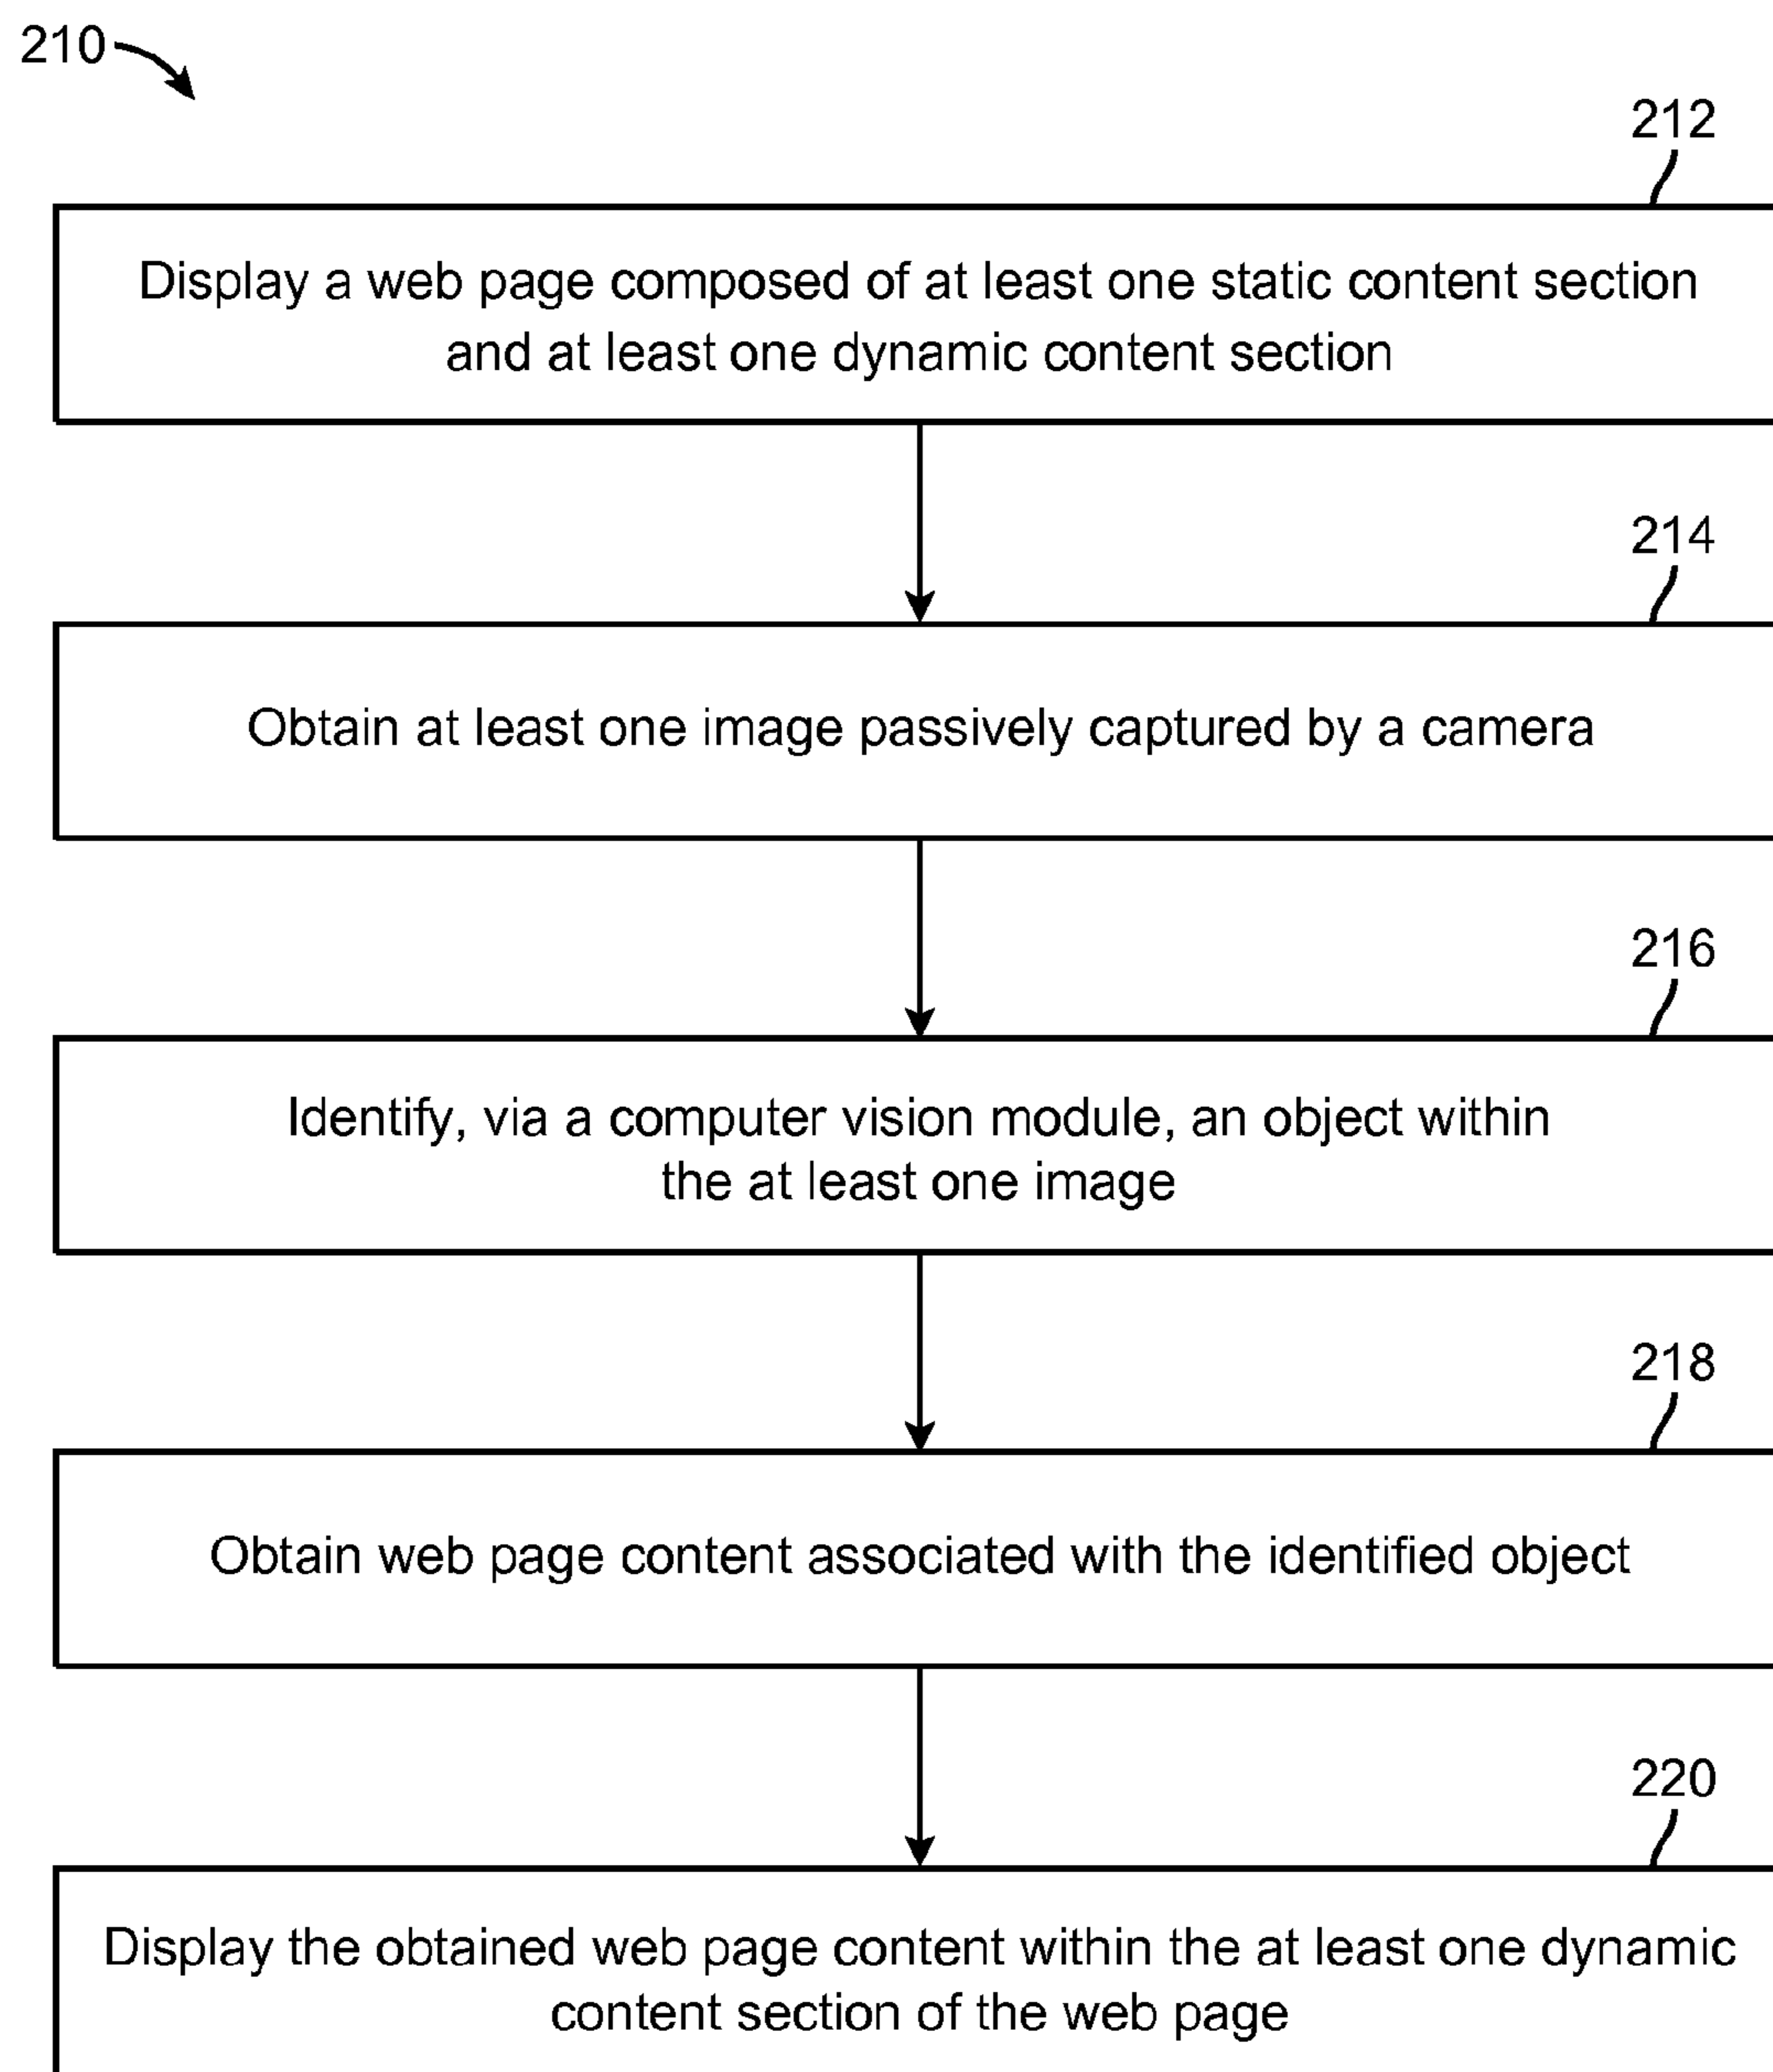 210
212
Display a web page composed of at least one static content section
and at least one dynamic content section
214
Obtain at least one image passively captured by a camera
216
Identify, via a computer vision module, an object within
the at least one image
218
Obtain web page content associated with the identified object
220
Display the obtained web page content within the at least one dynamic
content section of the web page